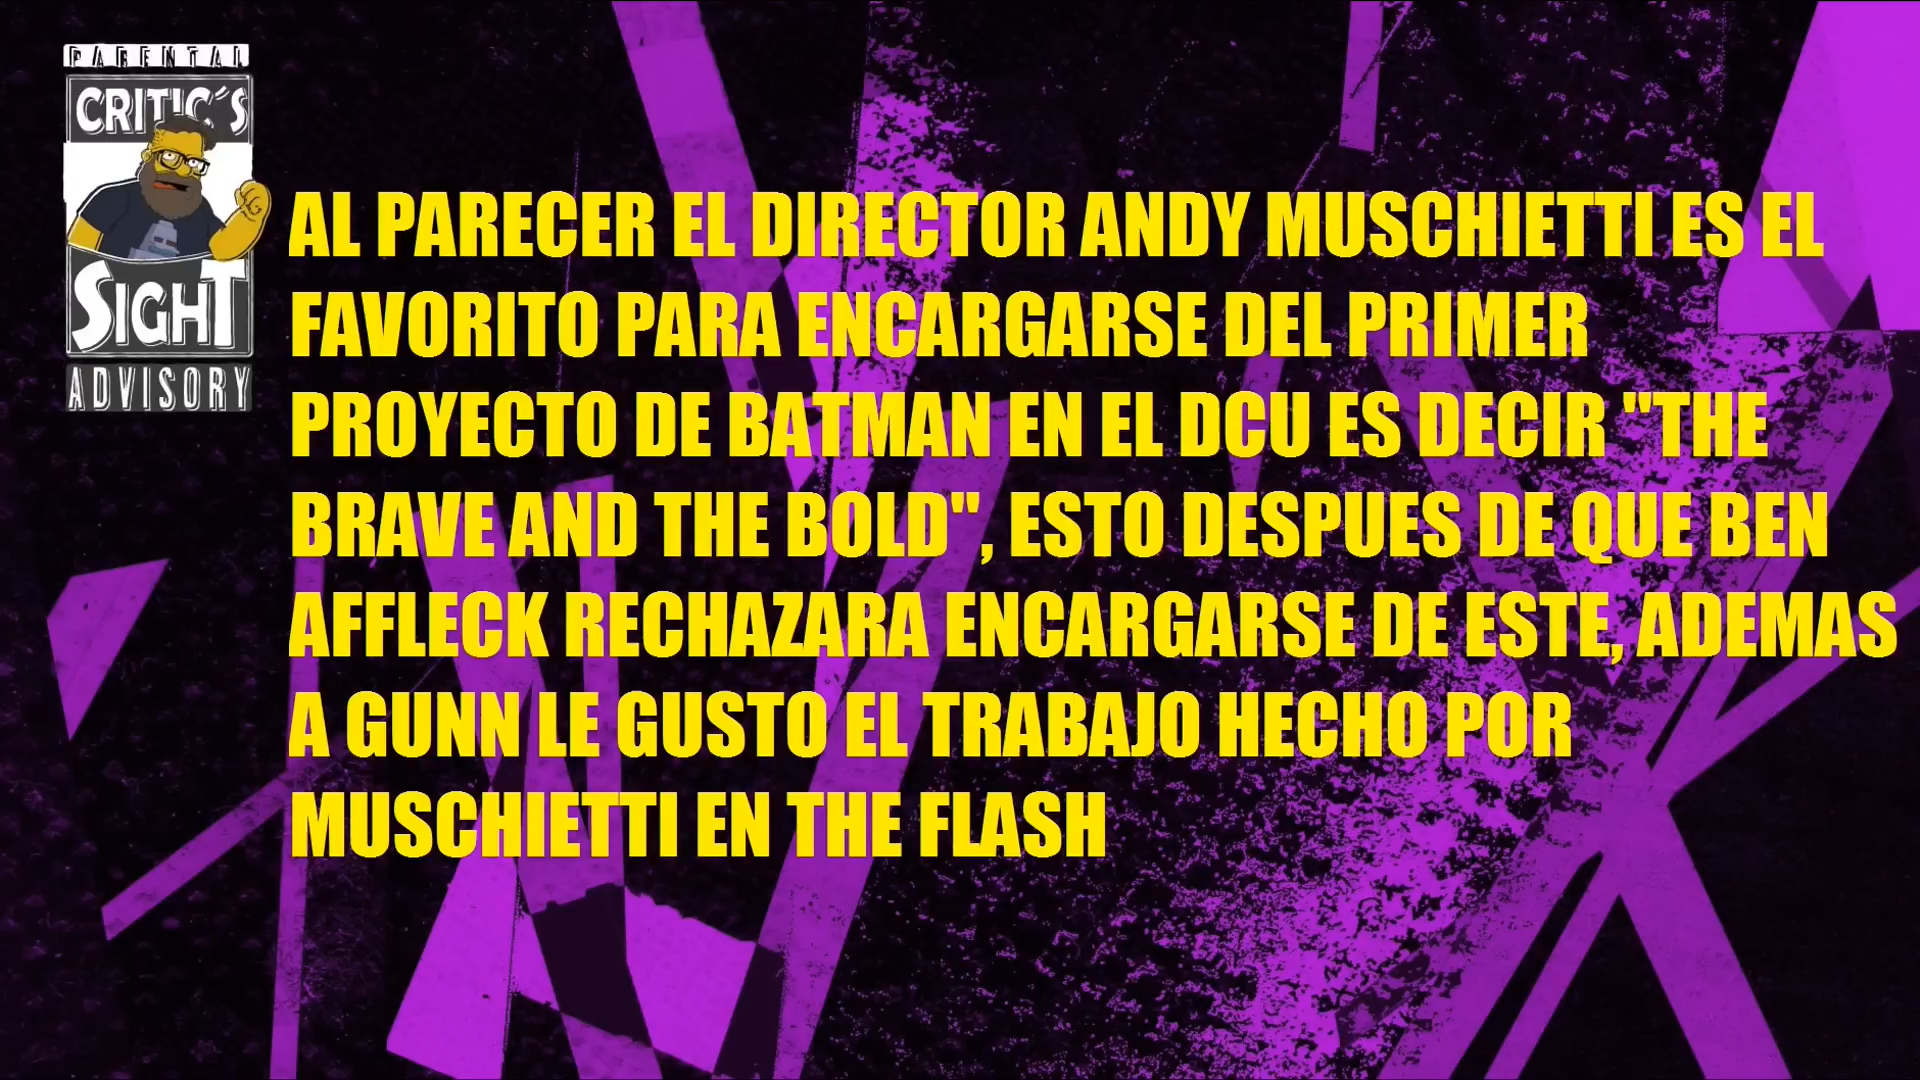 PARENTAL
CRITIC´S
SIGHT
ADVISORY
AL PARECER EL DIRECTOR ANDY MUSCHIETTI ES EL
FAVORITO PARA ENCARGARSE DEL PRIMER
PROYECTO DE BATMAN EN EL DCU ES DECIR "THE
BRAVE AND THE BOLD", ESTO DESPUES DE QUE BEN
AFFLECK RECHAZARA ENCARGARSE DE ESTE, ADEMAS
A GUNN LE GUSTO EL TRABAJO HECHO POR
MUSCHIETTI EN THE FLASH